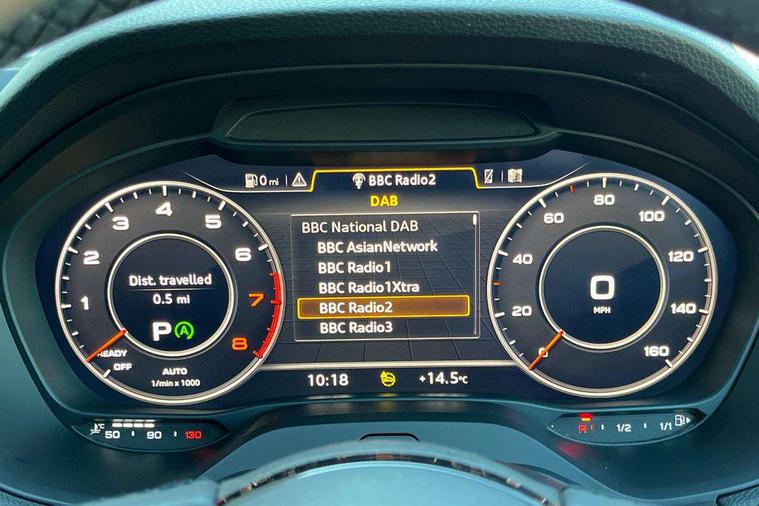 0 mi
BBC Radio2
DAB
BBC National DAB
BBC AsianNetwork
BBC Radio1
BBC Radio1Xtra
BBC Radio2
BBC Radio3
1
2
3
4
5
6
7
8
Dist. travelled
0.5 mi
P A
READY
OFF
AUTO
1/min x 1000
0
20
40
60
80
100
120
140
160
0
MPH
10:18
+14.5°C
°C
50 90 130
R 1/2 1/1